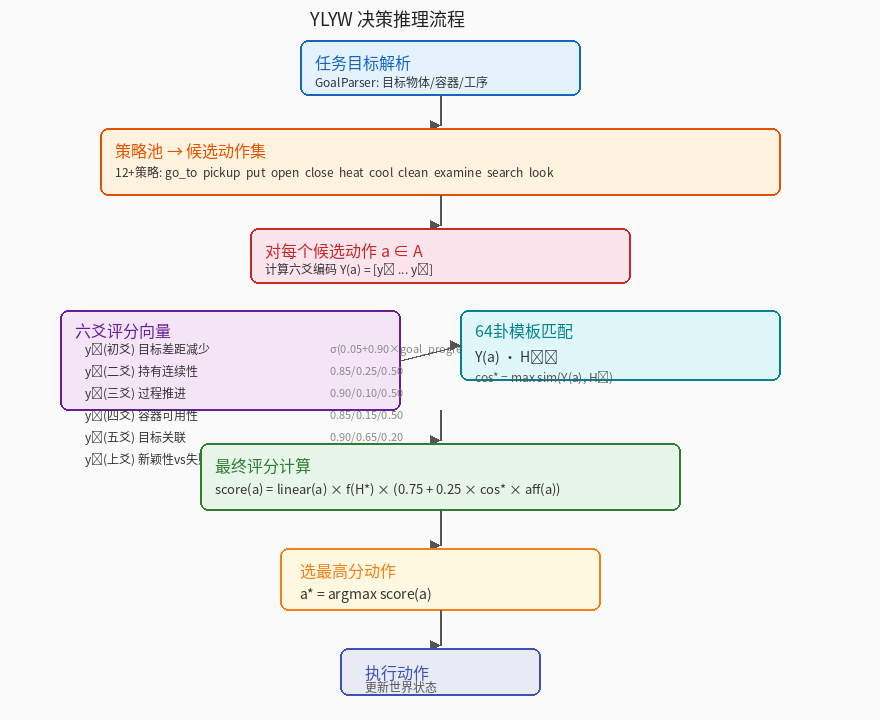 YLYW 决策推理流程
任务目标解析
GoalParser: 目标物体/容器/工序
策略池 → 候选动作集
12+策略: go_to pickup put open close heat cool clean examine search look
对每个候选动作 a ∈ A
计算六爻编码 Y(a) = [y□ ... y□]
六爻评分向量
y□(初爻) 目标差距减少 σ(0.05+0.90×goal_progre
y□(二爻) 持有连续性 0.85/0.25/0.50
y□(三爻) 过程推进 0.90/0.10/0.50
y□(四爻) 容器可用性 0.85/0.15/0.50
y□(五爻) 目标关联 0.90/0.65/0.20
y□(上爻) 新颖性vs失
64卦模板匹配
Y(a) · H□□
cos* = max sim(Y(a), H□)
最终评分计算
score(a) = linear(a) × f(H*) × (0.75 + 0.25 × cos* × aff(a))
选最高分动作
a* = argmax score(a)
执行动作
更新世界状态